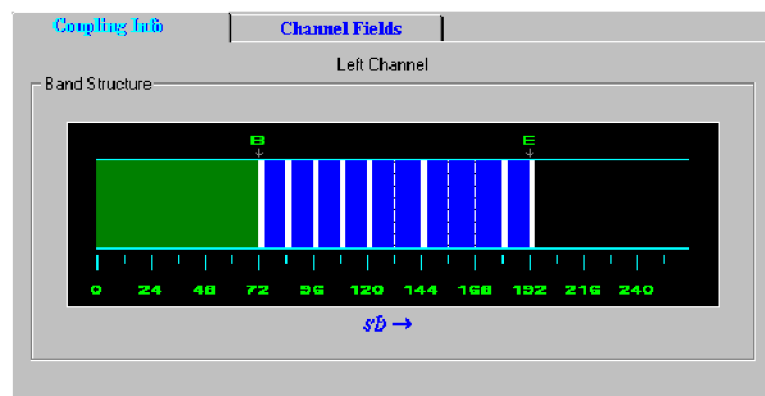 Coupling Info Channel Fields
Left Channel
Band Structure
B E
0 24 48 72 96 120 144 168 192 216 240
sb →